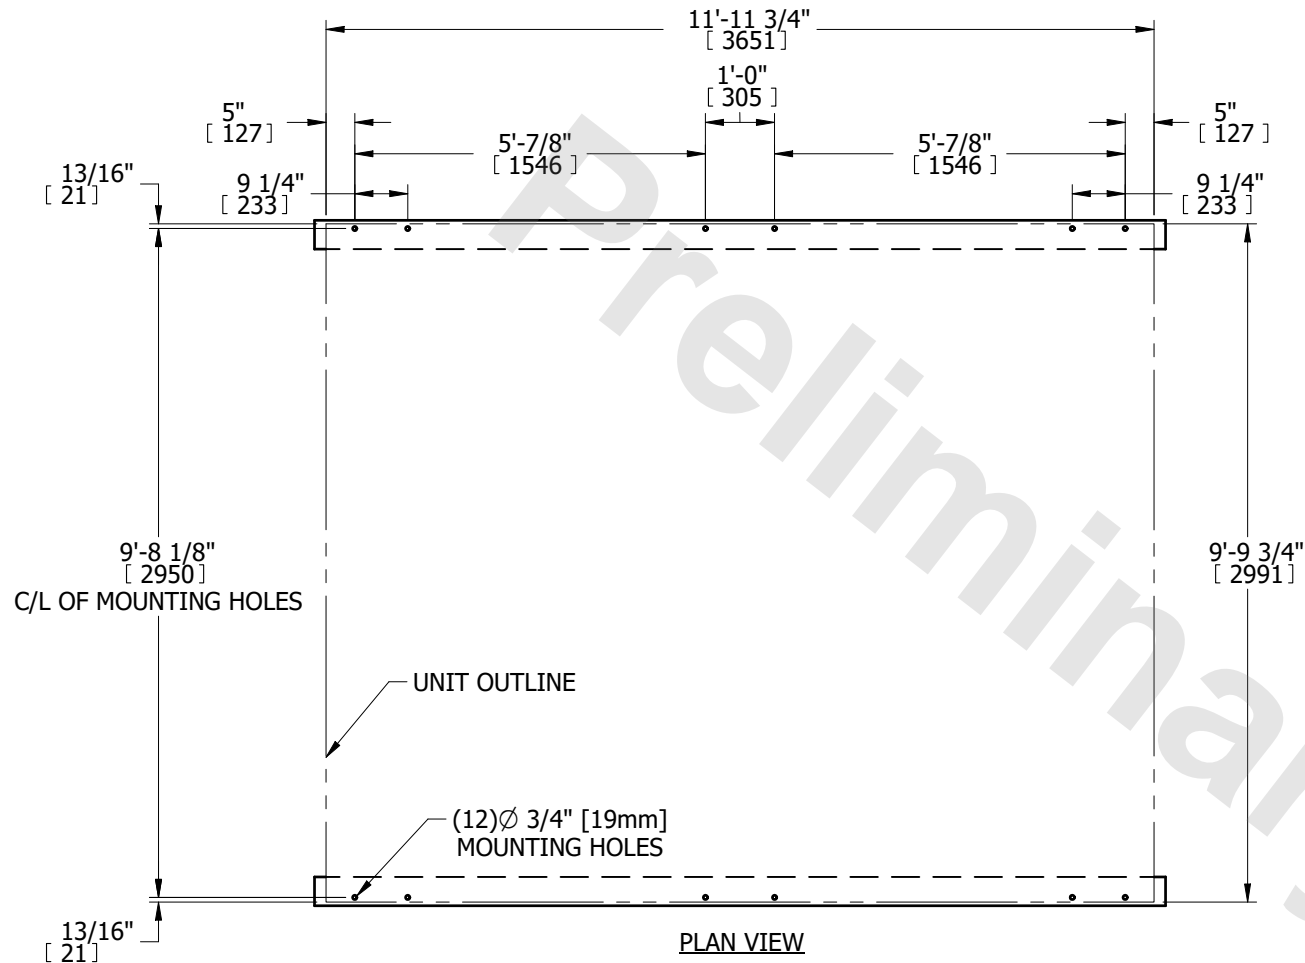 11'-11 3/4"
[ 3651 ]
1'-0"
[ 305 ]
5"
[ 127 ]
5"
[ 127 ]
5'-7/8"
[ 1546 ]
5'-7/8"
[ 1546 ]
13/16"
[ 21 ]
9 1/4"
[ 233 ]
9 1/4"
[ 233 ]
9'-8 1/8"
[ 2950 ]
C/L OF MOUNTING HOLES
9'-9 3/4"
[ 2991 ]
UNIT OUTLINE
(12)Ø 3/4" [19mm]
MOUNTING HOLES
13/16"
[ 21 ]
PLAN VIEW